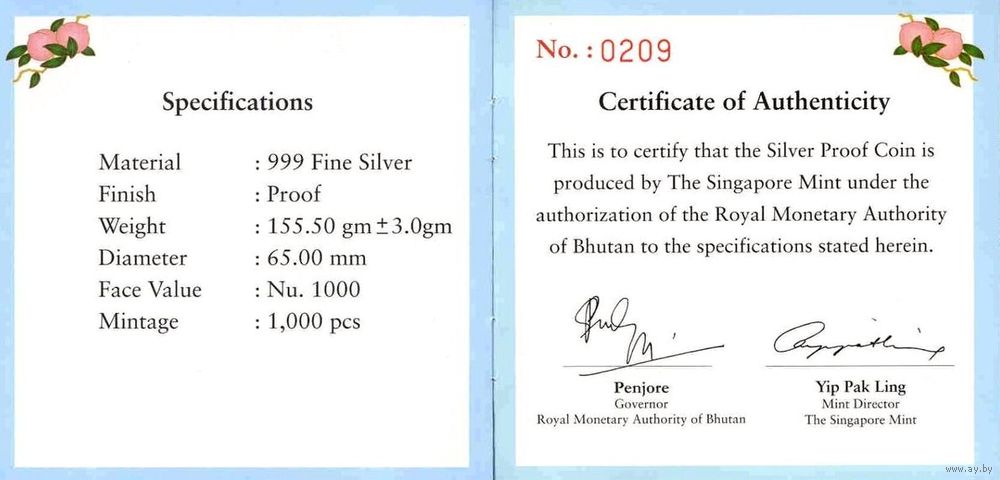 Specifications
Material : 999 Fine Silver
Finish : Proof
Weight : 155.50 gm ±3.0gm
Diameter : 65.00 mm
Face Value : Nu. 1000
Mintage : 1,000 pcs
No. : 0209
Certificate of Authenticity
This is to certify that the Silver Proof Coin is
produced by The Singapore Mint under the
authorization of the Royal Monetary Authority
of Bhutan to the specifications stated herein.
Penjore
Governor
Royal Monetary Authority of Bhutan
Yip Pak Ling
Mint Director
The Singapore Mint
www.ay.by